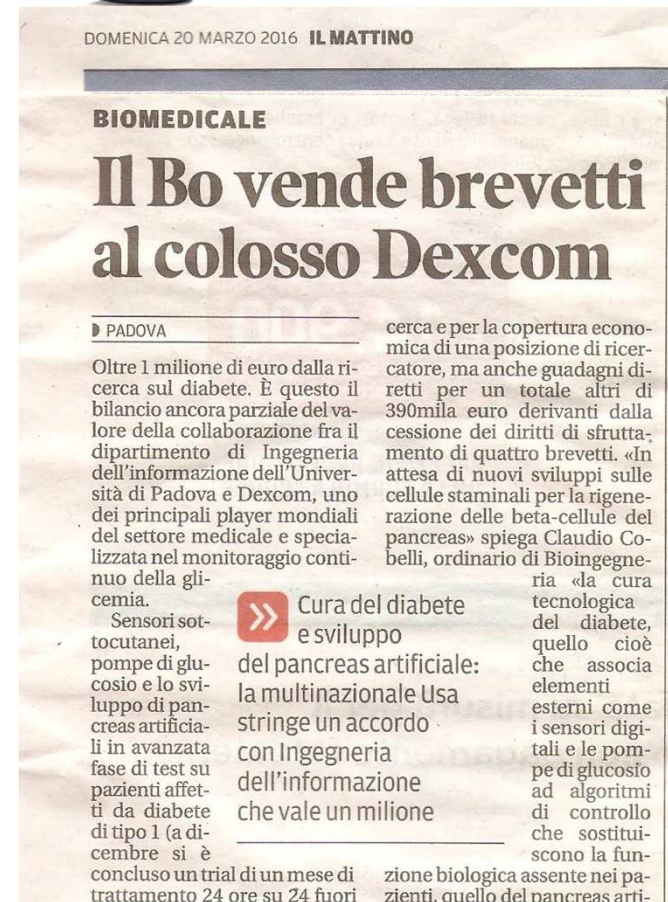 DOMENICA 20 MARZO 2016 IL MATTINO
BIOMEDICALE
Il Bo vende brevetti
al colosso Dexcom
PADOVA
Oltre 1 milione di euro dalla ri-
cerca sul diabete. È questo il
bilancio ancora parziale del va-
lore della collaborazione fra il
dipartimento di Ingegneria
dell'informazione dell'Univer-
sità di Padova e Dexcom, uno
dei principali player mondiali
del settore medicale e specia-
lizzata nel monitoraggio conti-
nuo della gli-
cemia.
Sensori sot-
tocutanei,
pompe di glu-
cosio e lo svi-
luppo di pan-
creas artificia-
li in avanzata
fase di test su
pazienti affet-
ti da diabete
di tipo 1 (a di-
cembre si è
concluso un trial di un mese di
trattamento 24 ore su 24 fuori
Cura del diabete
e sviluppo
del pancreas artificiale:
la multinazionale Usa
stringe un accordo
con Ingegneria
dell'informazione
che vale un milione
cerca e per la copertura econo-
mica di una posizione di ricer-
catore, ma anche guadagni di-
retti per un totale altri di
390mila euro derivanti dalla
cessione dei diritti di sfrutta-
mento di quattro brevetti. «In
attesa di nuovi sviluppi sulle
cellule staminali per la rigene-
razione delle beta-cellule del
pancreas» spiega Claudio Co-
belli, ordinario di Bioingegne-
ria «la cura
tecnologica
del diabete,
quello cioè
che associa
elementi
esterni come
i sensori digi-
tali e le pom-
pe di glucosio
ad algoritmi
di controllo
che sostitui-
scono la fun-
zione biologica assente nei pa-
zienti, quello del pancreas arti-